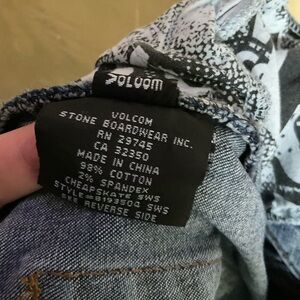 VOLCOM
VOLCOM
STONE BOARDWEAR INC.
RN 29745
CA 32350
MADE IN CHINA
98% COTTON
2% SPANDEX
CHEAPSKATE SWS
STYLE=8193504 SWS
SEE REVERSE SIDE